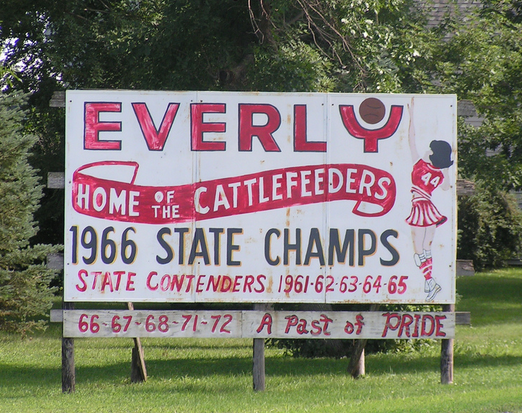 EVERLY
HOME OF THE CATTLEFEEDERS
44
1966 STATE CHAMPS
STATE CONTENDERS 1961-62-63-64-65
66-67-68-71-72 A Past of PRIDE